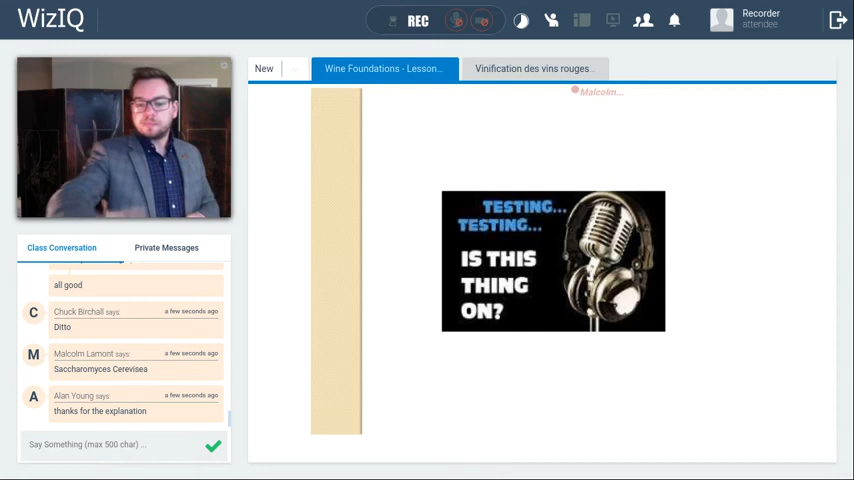 WizIQ
REC
Recorder
attendee
New
Wine Foundations - Lesson...
Vinification des vins rouges...
Malcolm...
TESTING...
TESTING...
IS THIS
THING
ON?
Class Conversation
Private Messages
all good
C
Chuck Birchall says:
a few seconds ago
Ditto
M
Malcolm Lamont says:
a few seconds ago
Saccharomyces Cerevisea
A
Alan Young says:
a few seconds ago
thanks for the explanation
Say Something (max 500 char) ...